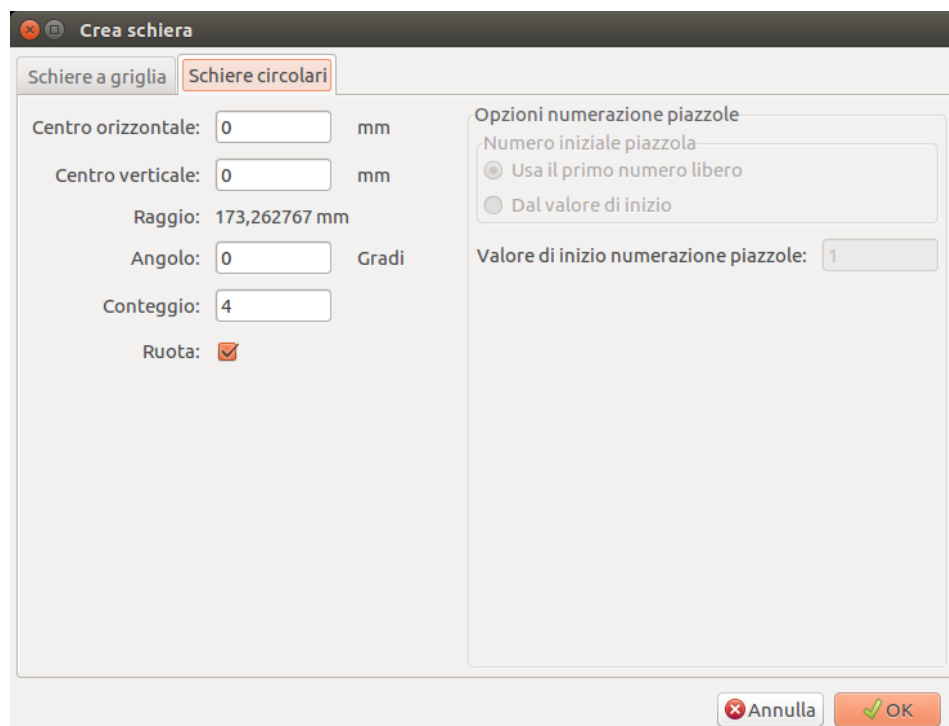 Crea schiera
Schiere a griglia
Schiere circolari
Centro orizzontale: 0 mm
Centro verticale: 0 mm
Raggio: 173,262767 mm
Angolo: 0 Gradi
Conteggio: 4
Ruota:
Opzioni numerazione piazzole
Numero iniziale piazzola
Usa il primo numero libero
Dal valore di inizio
Valore di inizio numerazione piazzole: 1
Annulla
OK